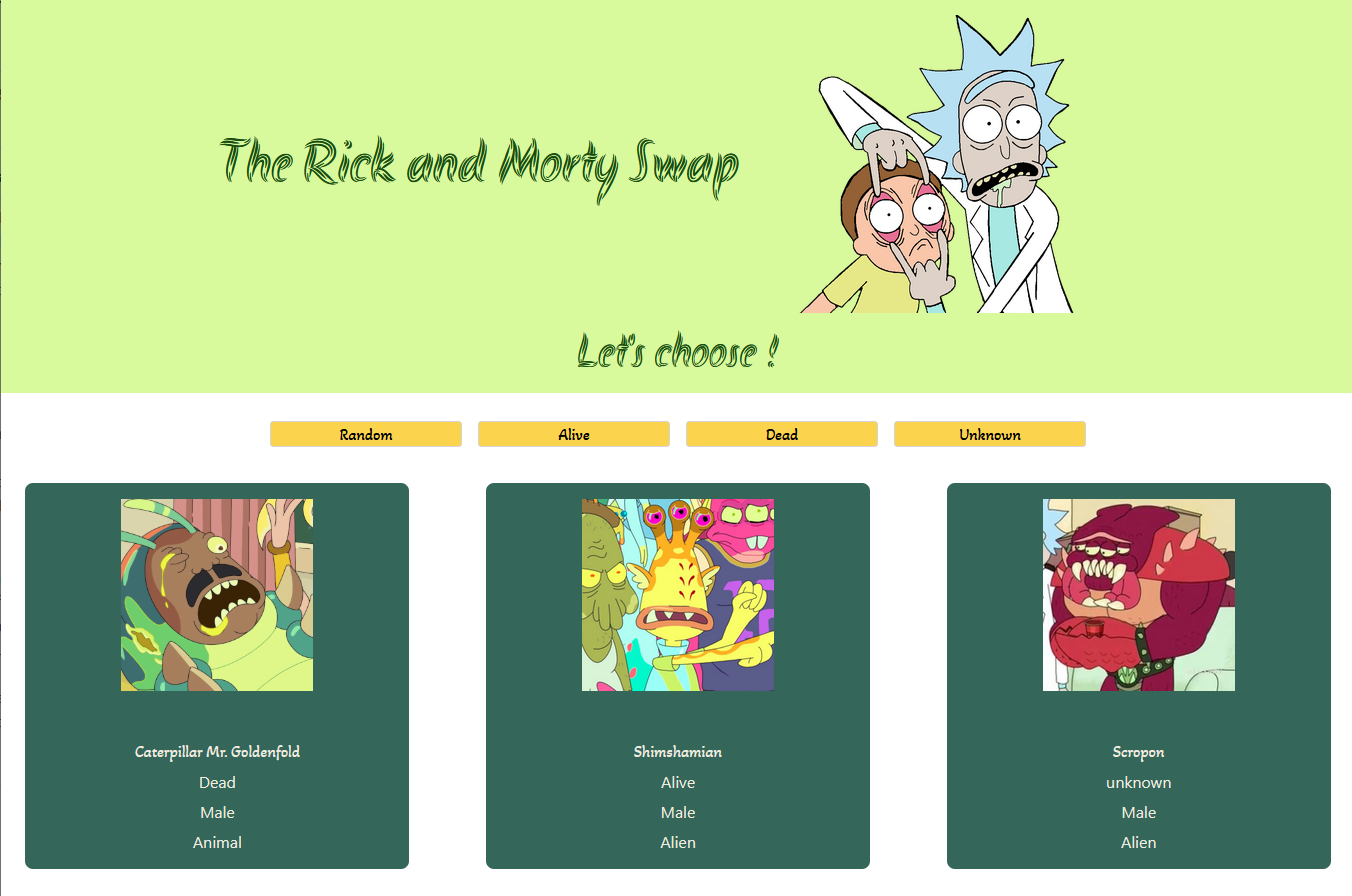 The Rick and Morty Swap
Let's choose !
Random Alive Dead Unknown
Caterpillar Mr. Goldenfold
Dead
Male
Animal
Shimshamian
Alive
Male
Alien
Scropon
unknown
Male
Alien